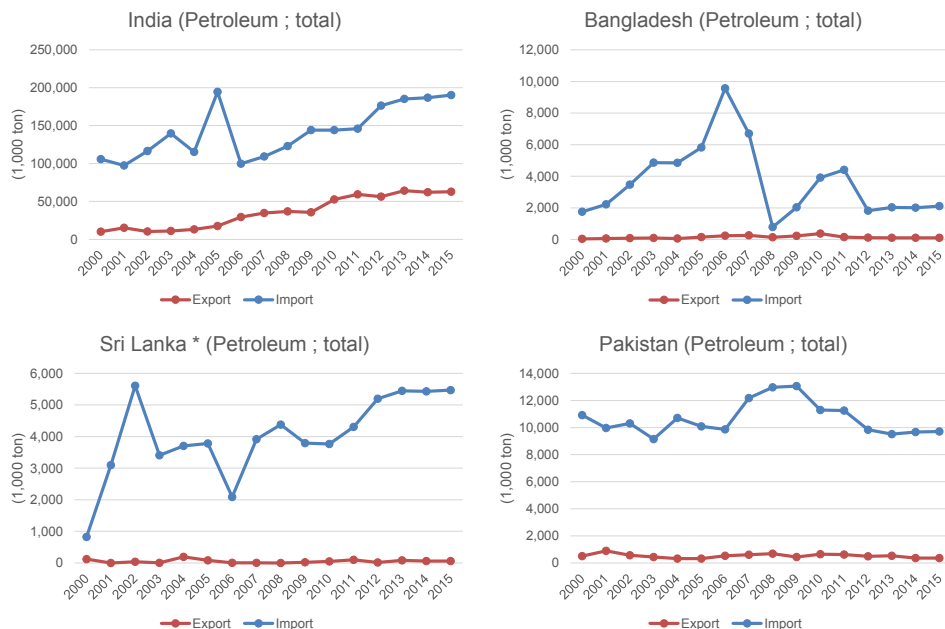 India (Petroleum ; total)
250,000
200,000
150,000
100,000
50,000
0
(1,000 ton)
2000 2001 2002 2003 2004 2005 2006 2007 2008 2009 2010 2011 2012 2013 2014 2015
Export Import
Bangladesh (Petroleum ; total)
12,000
10,000
8,000
6,000
4,000
2,000
0
(1,000 ton)
2000 2001 2002 2003 2004 2005 2006 2007 2008 2009 2010 2011 2012 2013 2014 2015
Export Import
Sri Lanka * (Petroleum ; total)
6,000
5,000
4,000
3,000
2,000
1,000
0
(1,000 ton)
2000 2001 2002 2003 2004 2005 2006 2007 2008 2009 2010 2011 2012 2013 2014 2015
Export Import
Pakistan (Petroleum ; total)
14,000
12,000
10,000
8,000
6,000
4,000
2,000
0
(1,000 ton)
2000 2001 2002 2003 2004 2005 2006 2007 2008 2009 2010 2011 2012 2013 2014 2015
Export Import